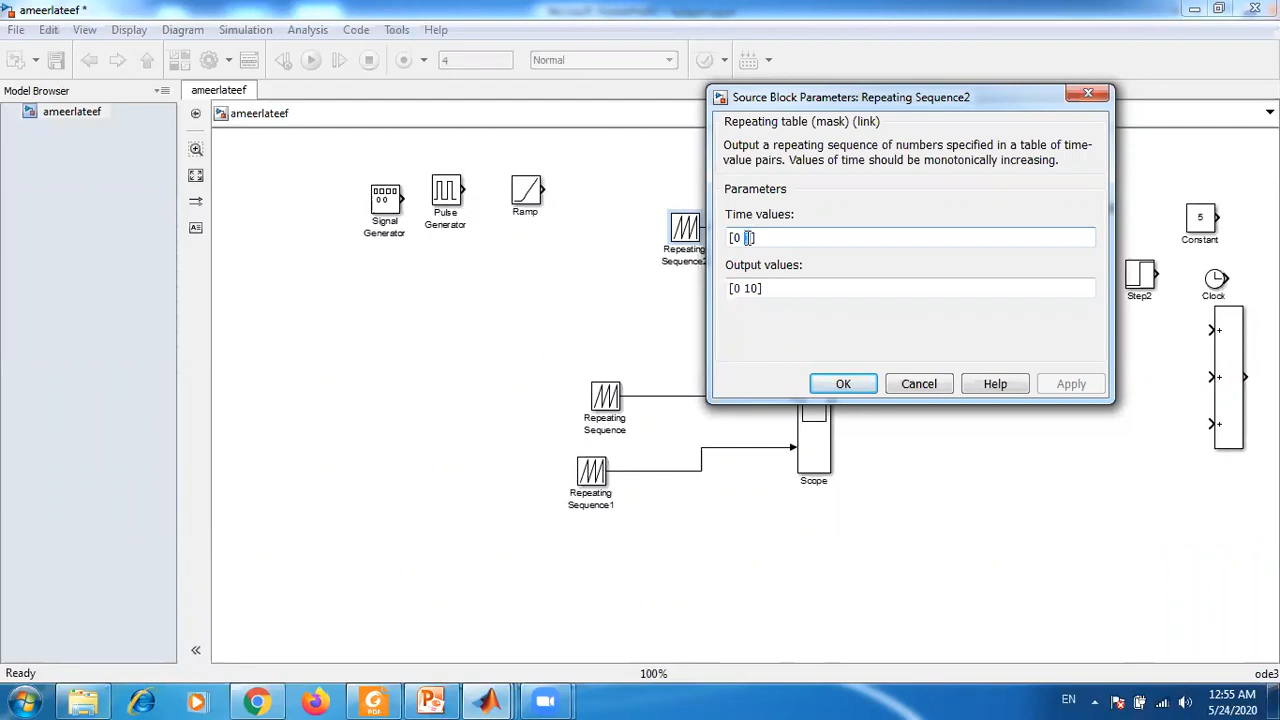 ameerlateef *
File Edit View Display Diagram Simulation Analysis Code Tools Help
4
Normal
Model Browser
ameerlateef
ameerlateef
ameerlateef
Source Block Parameters: Repeating Sequence2
Repeating table (mask) (link)
Output a repeating sequence of numbers specified in a table of time-
value pairs. Values of time should be monotonically increasing.
Parameters
Time values:
[0
Output values:
[0 10]
OK Cancel Help Apply
Signal
Generator
Pulse
Generator
Ramp
Repeating
5
Constant
Step2
Clock
+
+
+
Repeating
Sequence
Repeating
Sequence1
Scope
Ready
100%
ode3
PDF
EN
12:55 AM
5/24/2020